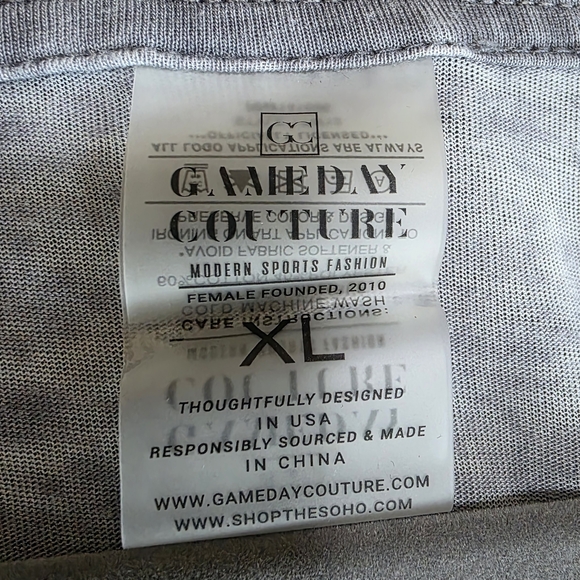 GC
GAMEDAY
COUTURE
MODERN SPORTS FASHION
FEMALE FOUNDED, 2010
XL
THOUGHTFULLY DESIGNED
IN USA
RESPONSIBLY SOURCED & MADE
IN CHINA
WWW.GAMEDAYCOUTURE.COM
WWW.SHOPTHESOHO.COM